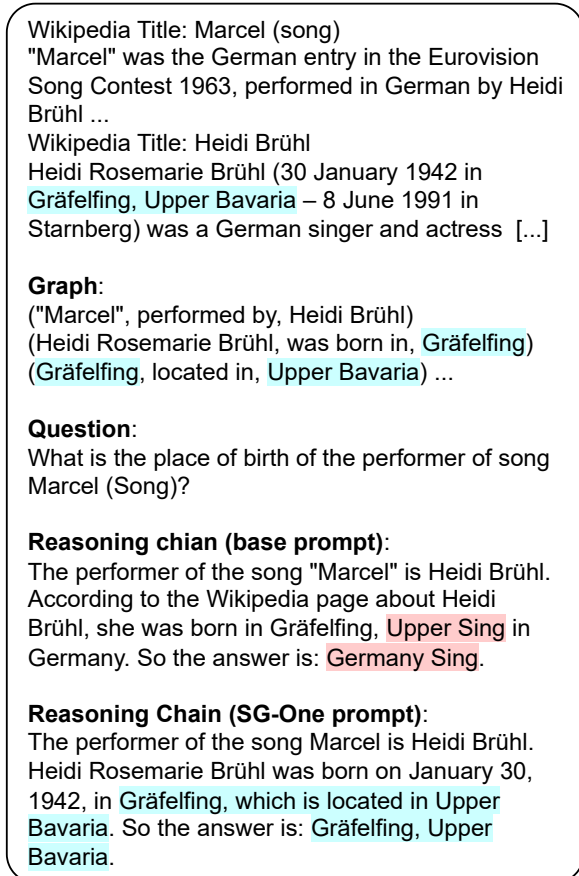 Wikipedia Title: Marcel (song)
"Marcel" was the German entry in the Eurovision
Song Contest 1963, performed in German by Heidi
Brühl ...
Wikipedia Title: Heidi Brühl
Heidi Rosemarie Brühl (30 January 1942 in
Gräfelfing, Upper Bavaria – 8 June 1991 in
Starnberg) was a German singer and actress [...]
Graph:
("Marcel", performed by, Heidi Brühl)
(Heidi Rosemarie Brühl, was born in, Gräfelfing)
(Gräfelfing, located in, Upper Bavaria) ...
Question:
What is the place of birth of the performer of song
Marcel (Song)?
Reasoning chian (base prompt):
The performer of the song "Marcel" is Heidi Brühl.
According to the Wikipedia page about Heidi
Brühl, she was born in Gräfelfing, Upper Sing in
Germany. So the answer is: Germany Sing.
Reasoning Chain (SG-One prompt):
The performer of the song Marcel is Heidi Brühl.
Heidi Rosemarie Brühl was born on January 30,
1942, in Gräfelfing, which is located in Upper
Bavaria. So the answer is: Gräfelfing, Upper
Bavaria.